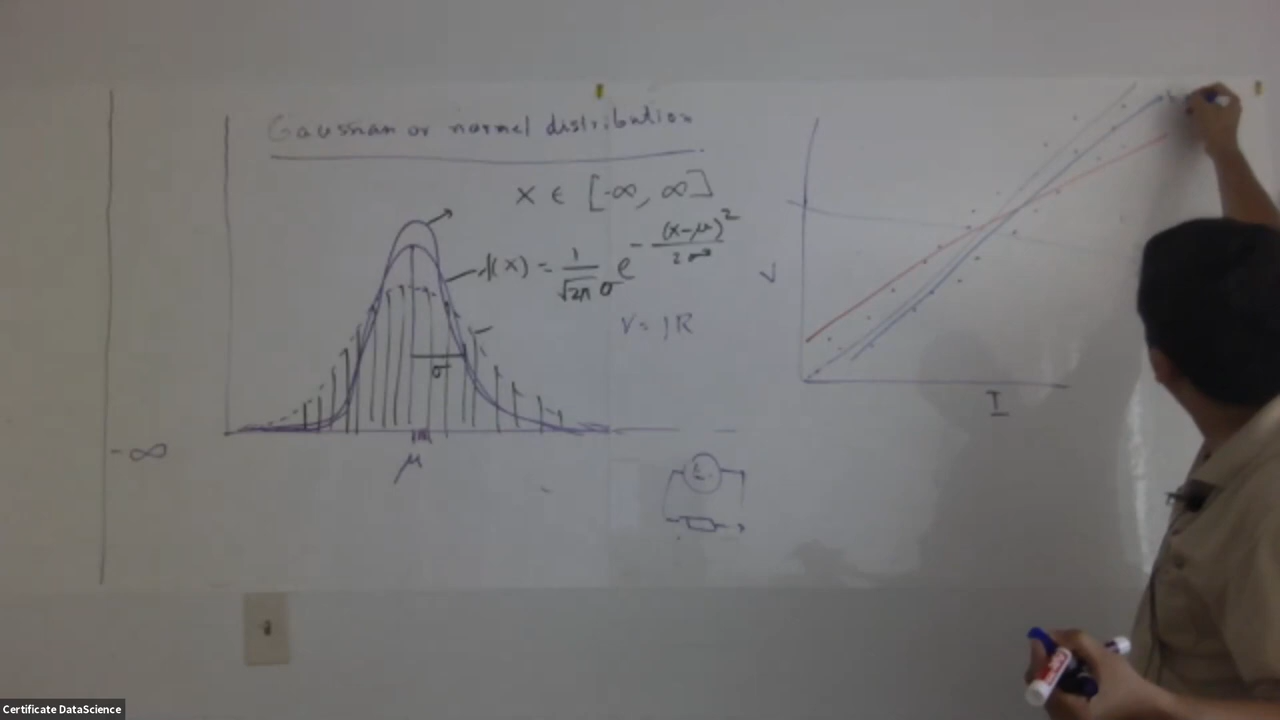 Gaussian or normal distribution
x ∈ [-∞, ∞]
f(x) = 1/√2π σ e^-(x-μ)²/2σ²
V = IR
σ
μ
-∞
V
I
Certificate DataScience